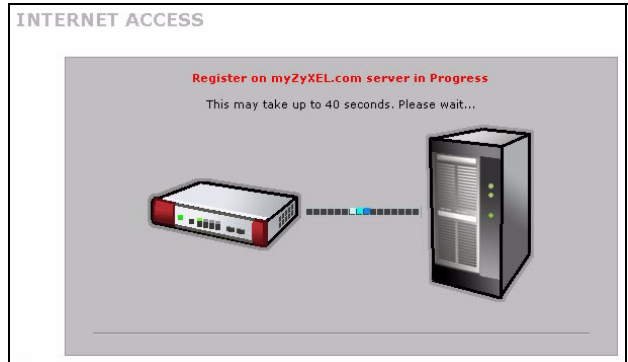 INTERNET ACCESS
Register on myZyXEL.com server in Progress
This may take up to 40 seconds. Please wait...